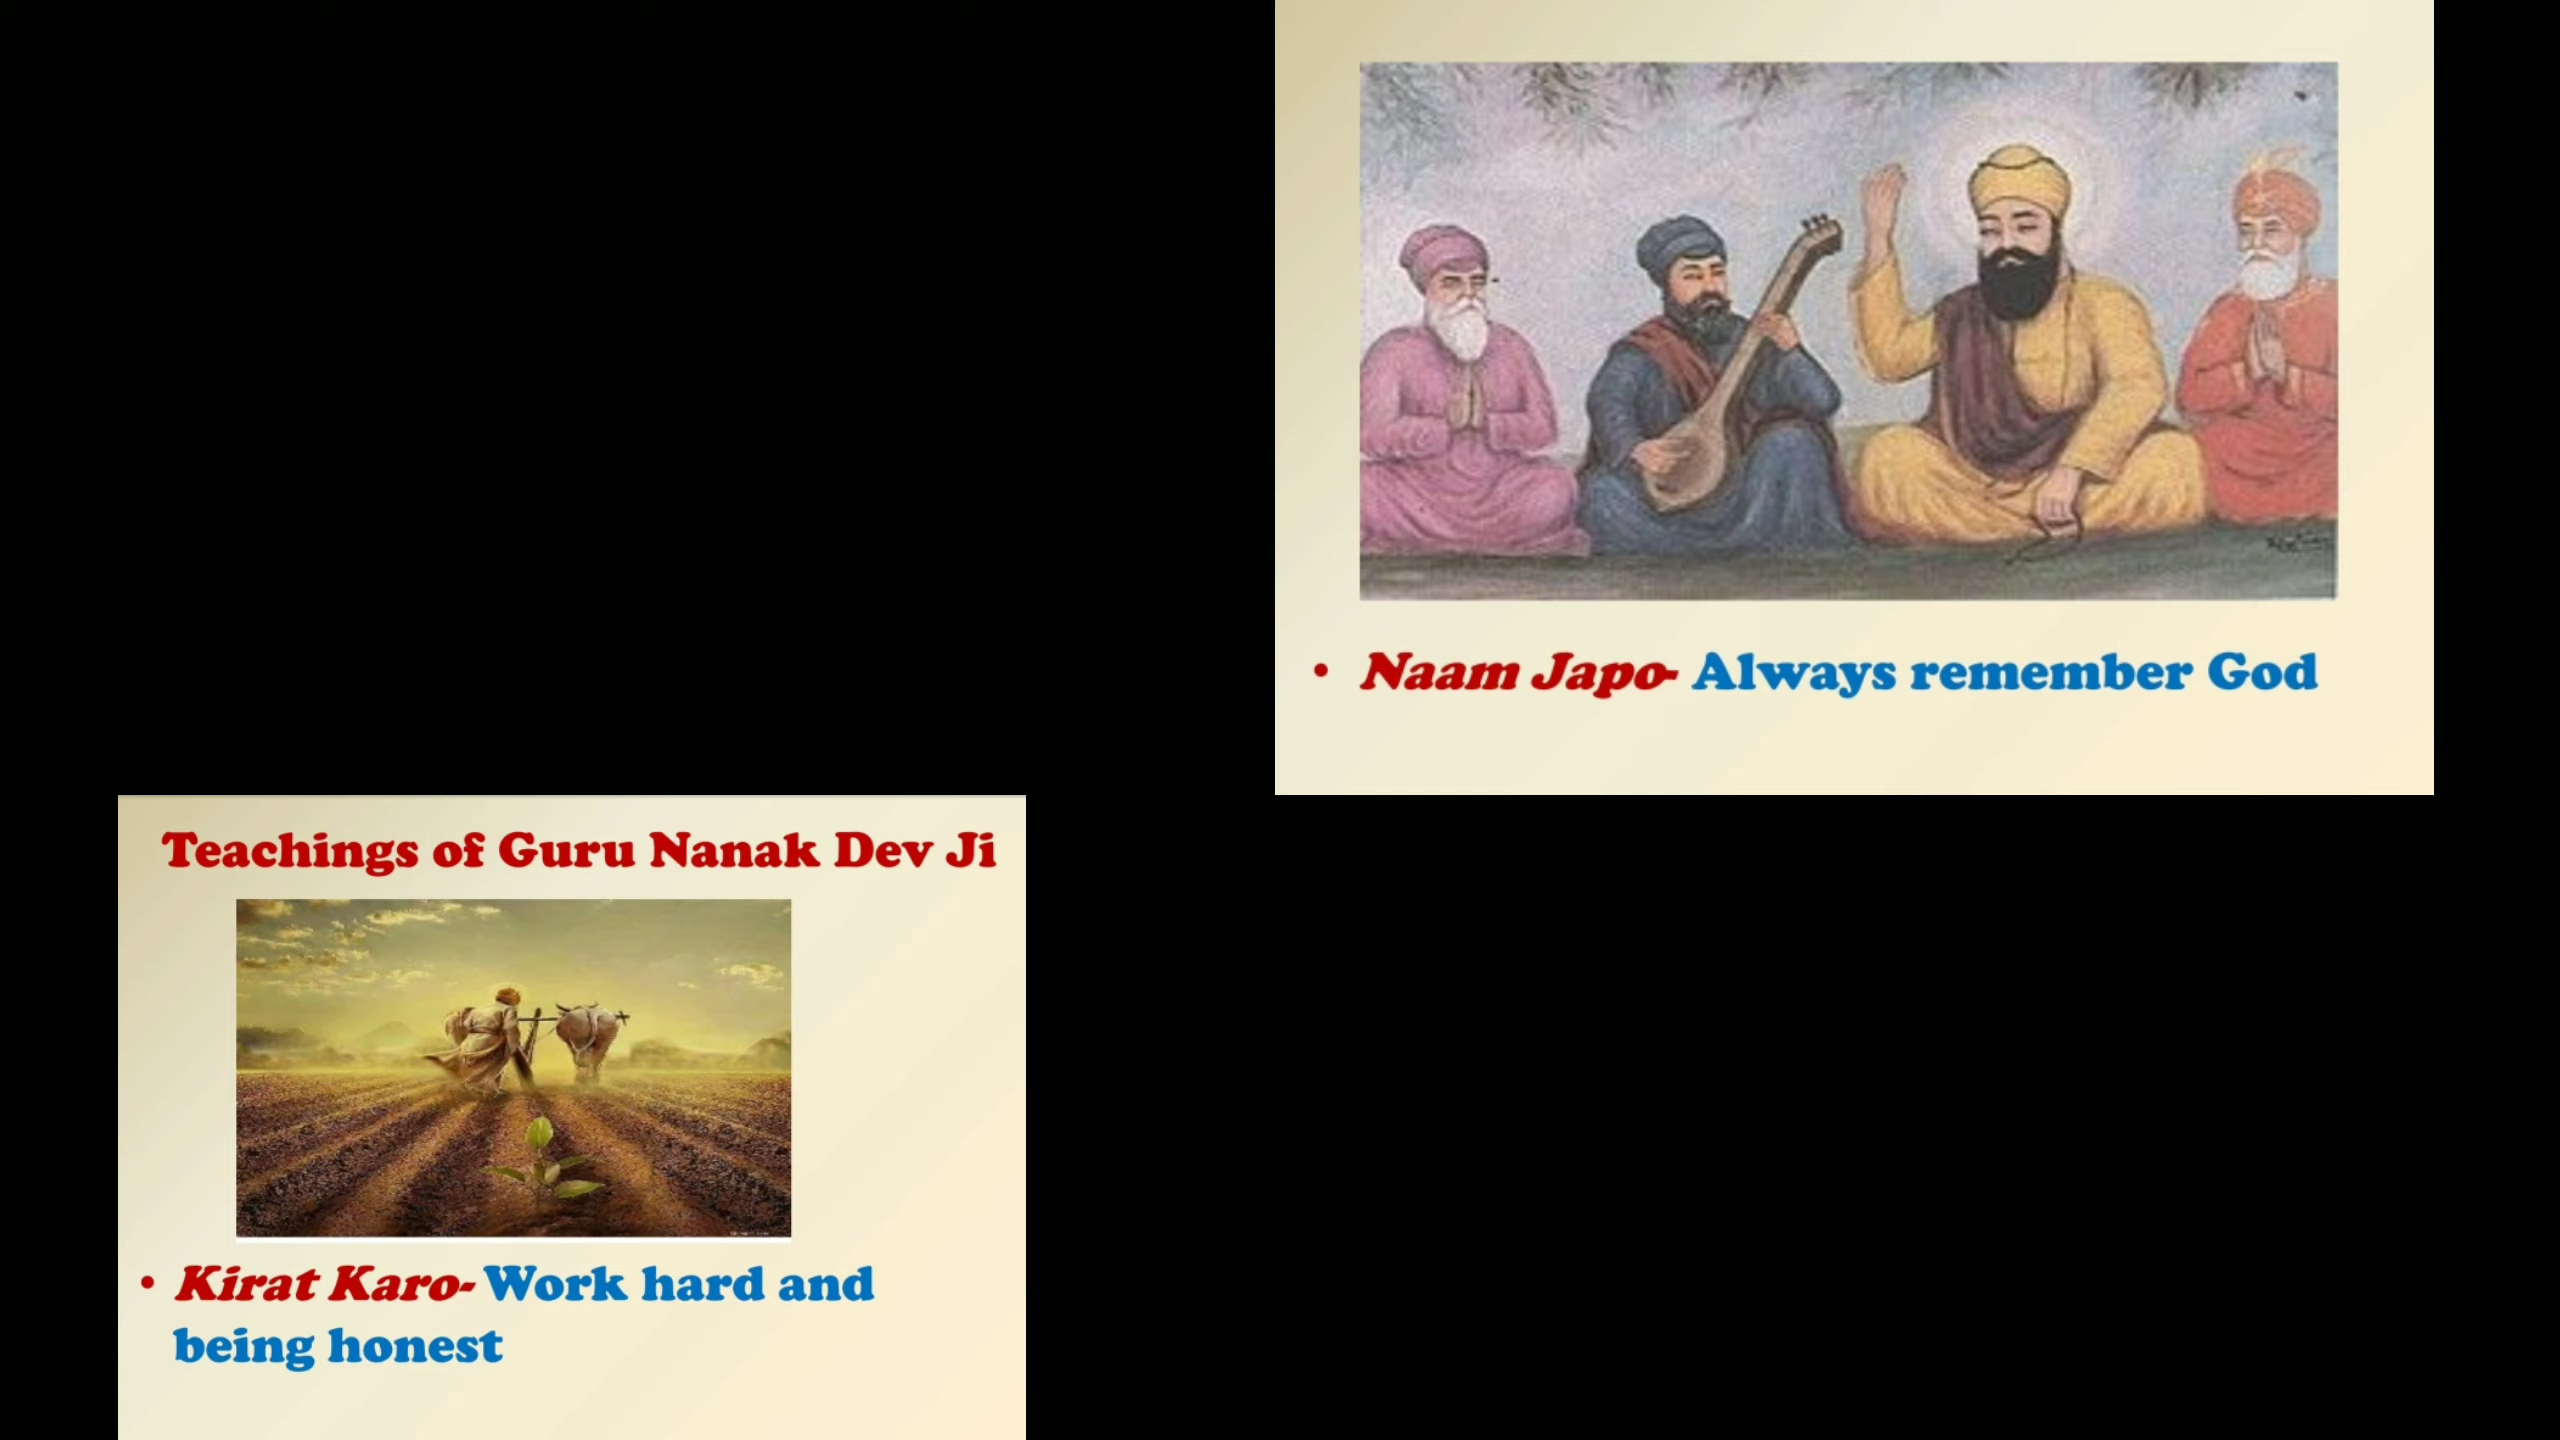 • Naam Japo- Always remember God
Teachings of Guru Nanak Dev Ji
• Kirat Karo- Work hard and
being honest